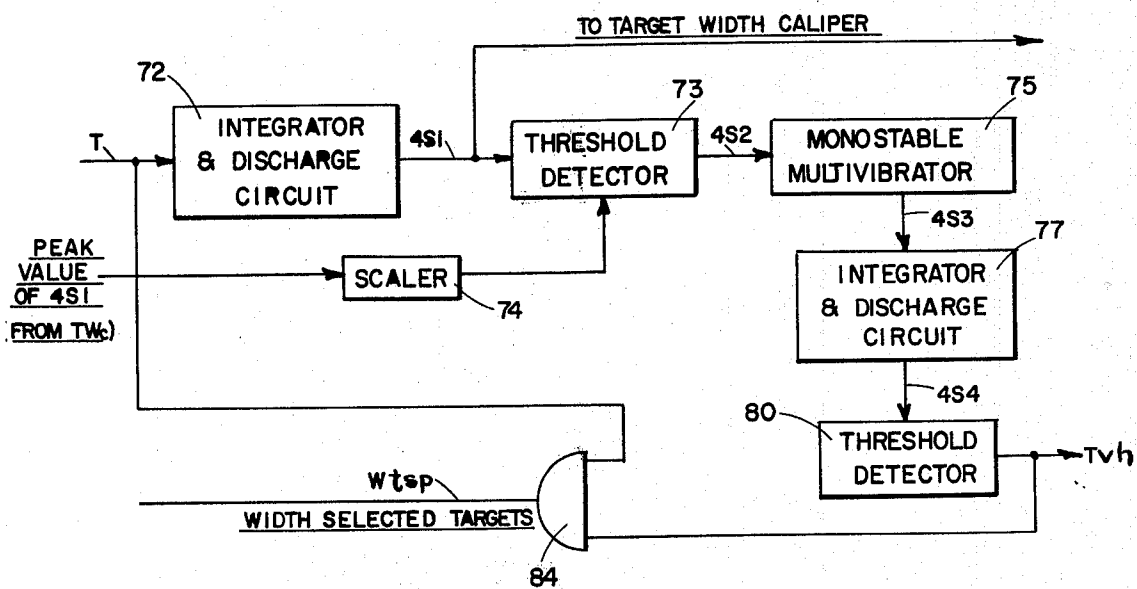 TO TARGET WIDTH CALIPER
72
73
75
T
INTEGRATOR
& DISCHARGE
CIRCUIT
4S1
THRESHOLD
DETECTOR
4S2
MONOSTABLE
MULTIVIBRATOR
4S3
77
PEAK
VALUE
OF 4S1
FROM TWc)
SCALER
74
INTEGRATOR
& DISCHARGE
CIRCUIT
4S4
80
THRESHOLD
DETECTOR
Tvh
Wtsp
WIDTH SELECTED TARGETS
84